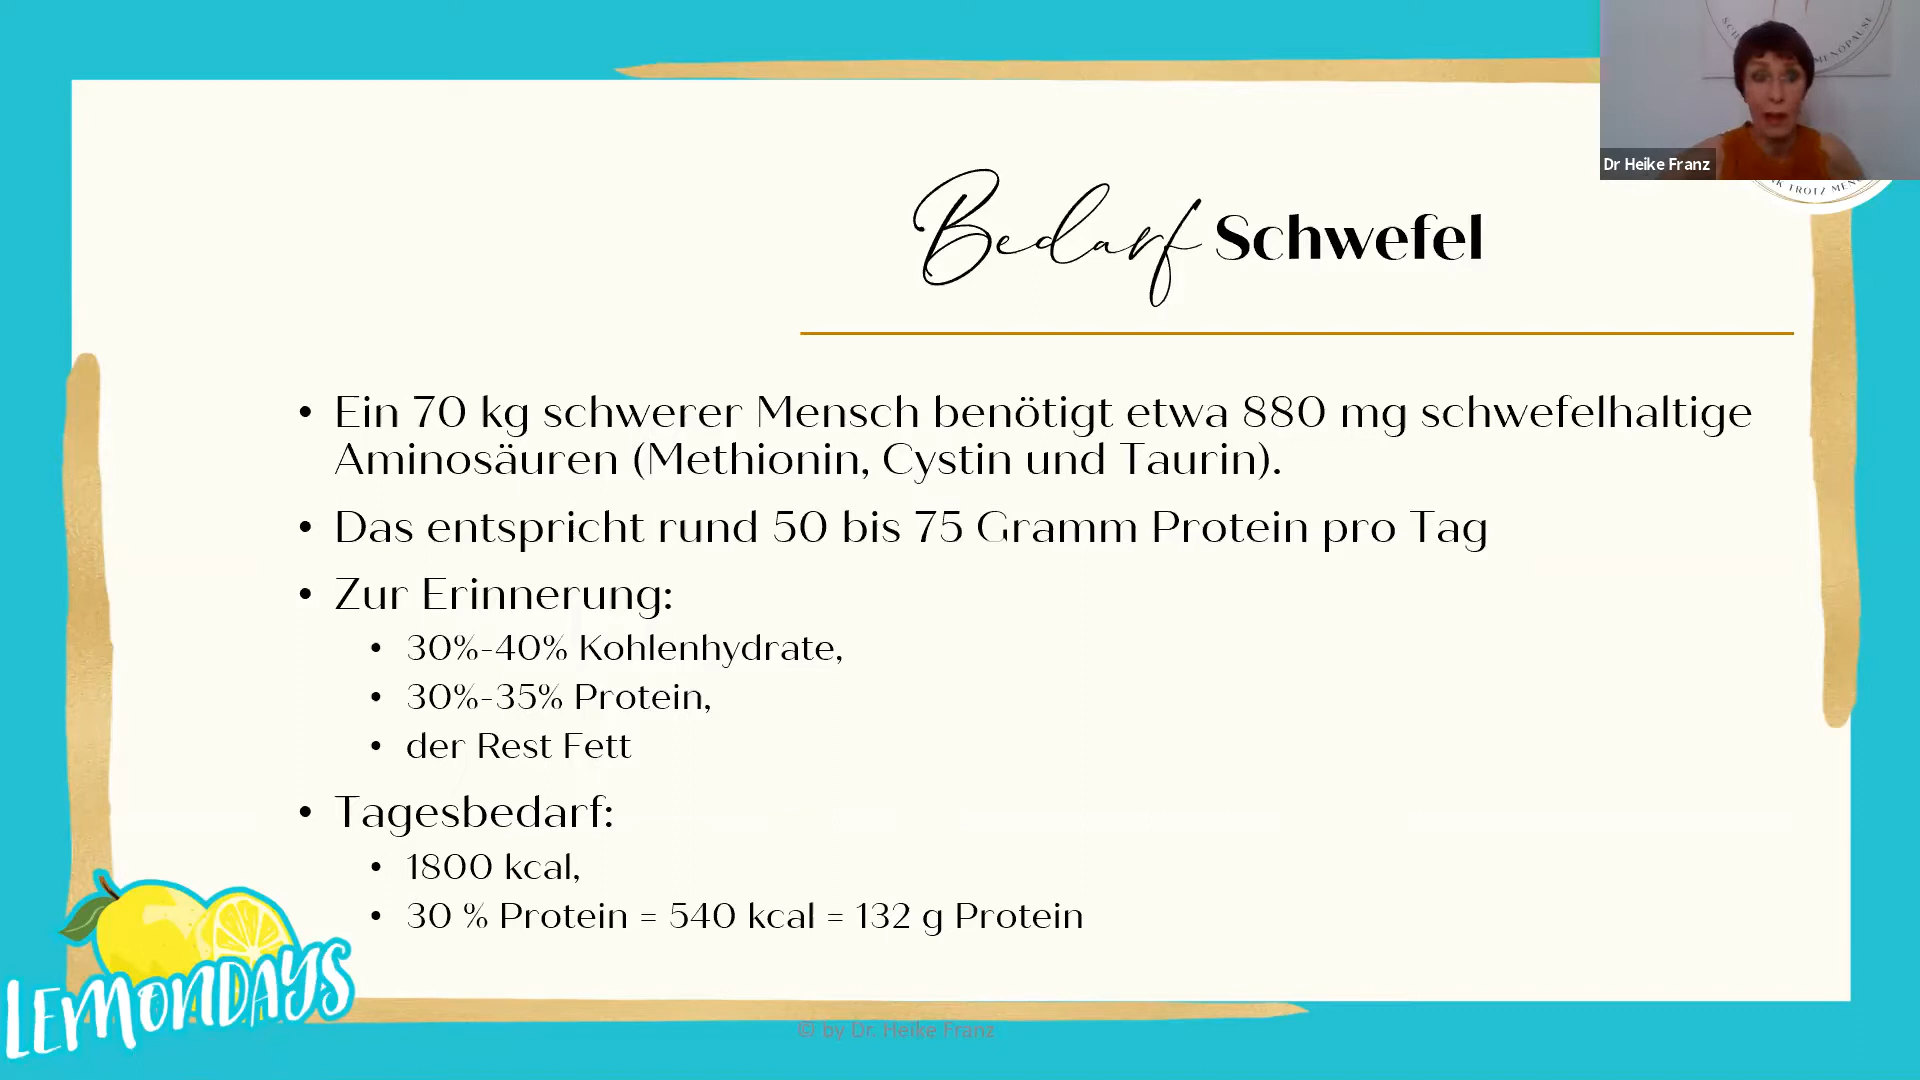 Dr Heike Franz
Bedarf Schwefel
• Ein 70 kg schwerer Mensch benötigt etwa 880 mg schwefelhaltige
Aminosäuren (Methionin, Cystin und Taurin).
• Das entspricht rund 50 bis 75 Gramm Protein pro Tag
• Zur Erinnerung:
• 30%-40% Kohlenhydrate,
• 30%-35% Protein,
• der Rest Fett
• Tagesbedarf:
• 1800 kcal,
• 30 % Protein = 540 kcal = 132 g Protein
LEMONDAYS
© by Dr. Heike Franz